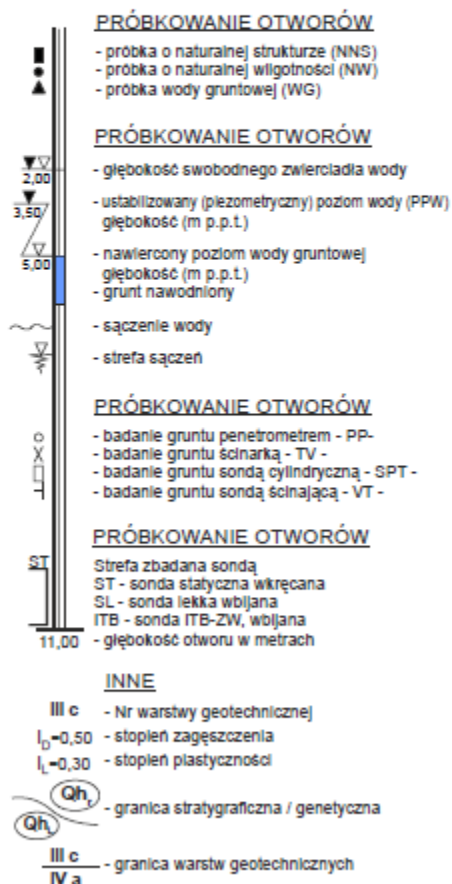 PRÓBKOWANIE OTWORÓW
- próbka o naturalnej strukturze (NNS)
- próbka o naturalnej wilgotności (NW)
- próbka wody gruntowej (WG)
PRÓBKOWANIE OTWORÓW
2,00 - głębokość swobodnego zwierciadła wody
3,50 - ustabilizowany (piezometryczny) poziom wody (PPW)
głębokość (m p.p.t.)
5,00 - nawiercony poziom wody gruntowej
głębokość (m p.p.t.)
- grunt nawodniony
- sączenie wody
- strefa sączeń
PRÓBKOWANIE OTWORÓW
- badanie gruntu penetrometrem - PP-
- badanie gruntu ścinarką - TV -
- badanie gruntu sondą cylindryczną - SPT -
- badanie gruntu sondą ścinającą - VT -
PRÓBKOWANIE OTWORÓW
ST Strefa zbadana sondą
ST - sonda statyczna wkręcana
SL - sonda lekka wbijana
ITB - sonda ITB-ZW, wbijana
11,00 - głębokość otworu w metrach
INNE
III c - Nr warstwy geotechnicznej
I_D=0,50 - stopień zagęszczenia
I_L=0,30 - stopień plastyczności
Qh_f
- granica stratygraficzna / genetyczna
Qh
III c
- granica warstw geotechnicznych
IV a